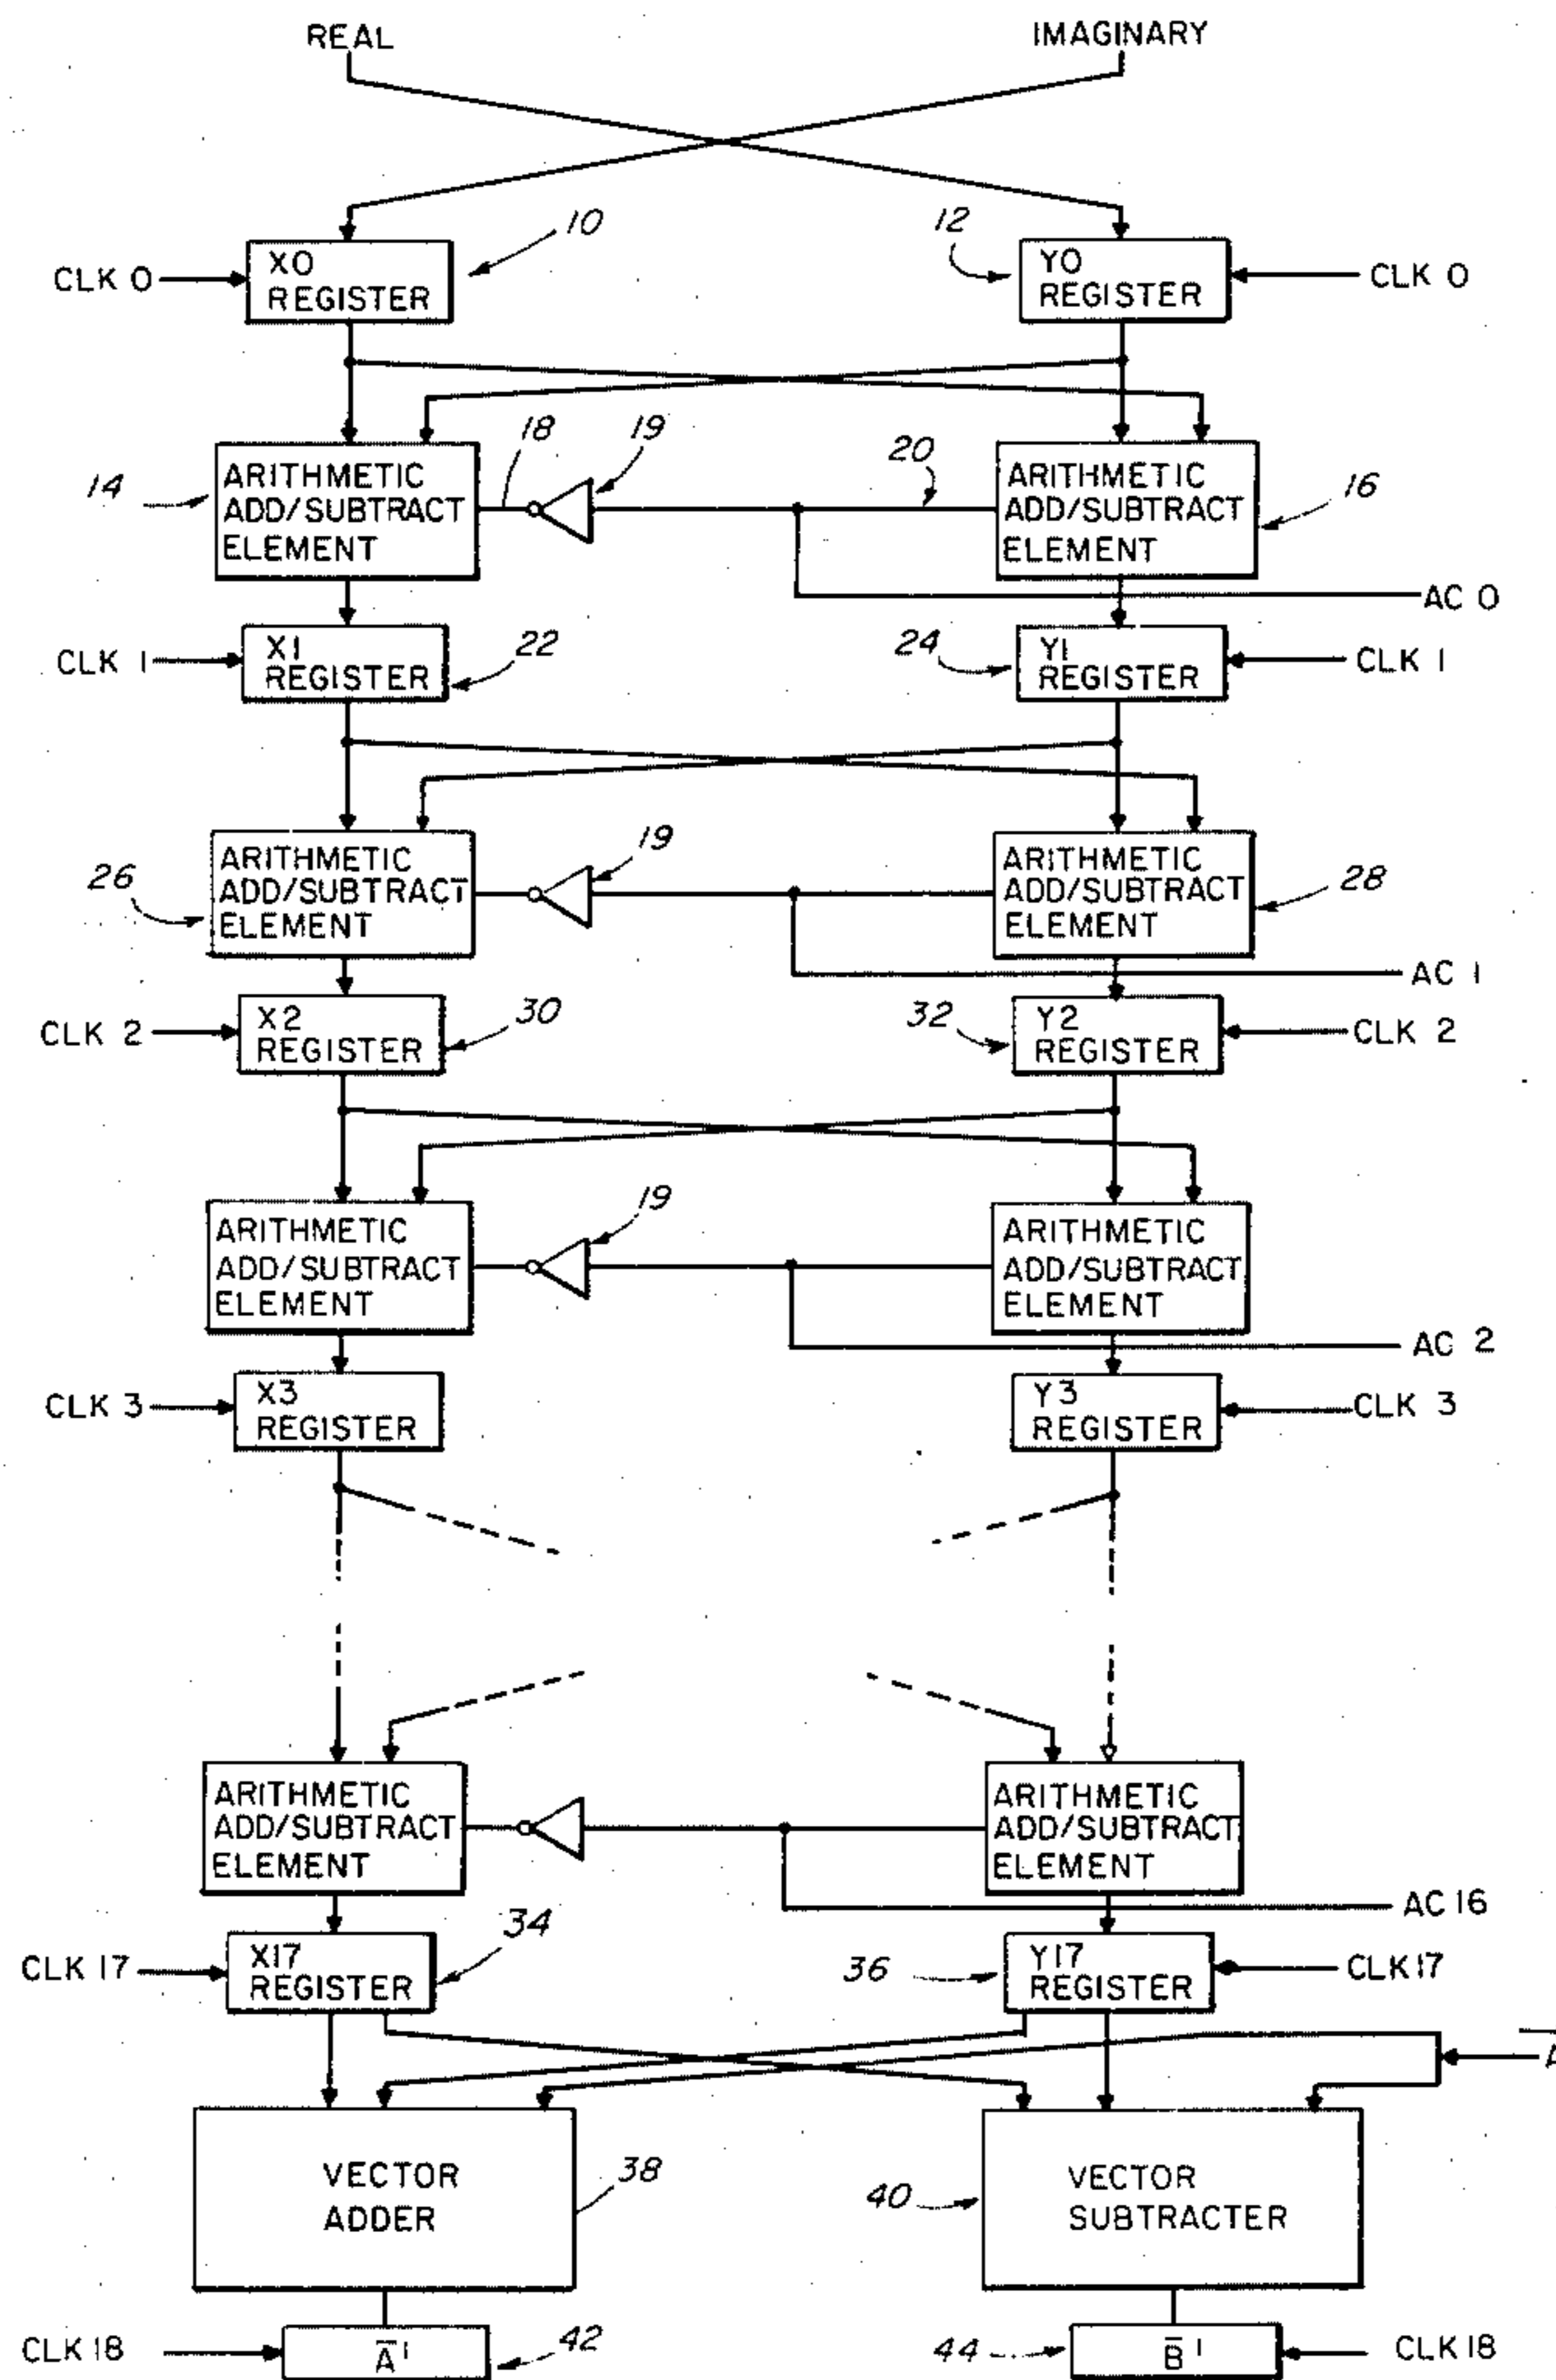 REAL
IMAGINARY
10
12
CLK 0
X0
REGISTER
Y0
REGISTER
CLK 0
14
ARITHMETIC
ADD/SUBTRACT
ELEMENT
18
19
20
ARITHMETIC
ADD/SUBTRACT
ELEMENT
16
AC 0
CLK 1
X1
REGISTER
22
24
Y1
REGISTER
CLK 1
26
ARITHMETIC
ADD/SUBTRACT
ELEMENT
19
ARITHMETIC
ADD/SUBTRACT
ELEMENT
28
AC 1
CLK 2
X2
REGISTER
30
32
Y2
REGISTER
CLK 2
ARITHMETIC
ADD/SUBTRACT
ELEMENT
19
ARITHMETIC
ADD/SUBTRACT
ELEMENT
AC 2
CLK 3
X3
REGISTER
Y3
REGISTER
CLK 3
ARITHMETIC
ADD/SUBTRACT
ELEMENT
ARITHMETIC
ADD/SUBTRACT
ELEMENT
AC 16
CLK 17
X17
REGISTER
34
36
Y17
REGISTER
CLK 17
VECTOR
ADDER
38
40
VECTOR
SUBTRACTER
CLK 18
A̅'
42
44
B̅'
CLK 18